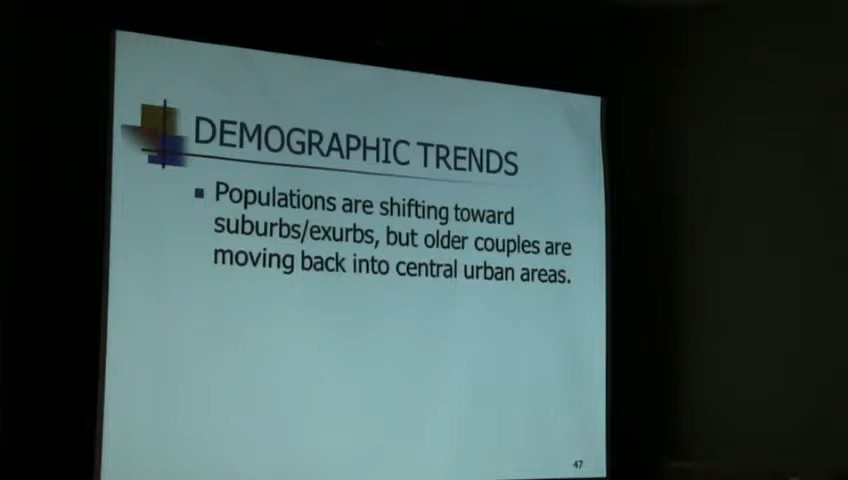 DEMOGRAPHIC TRENDS
Populations are shifting toward
suburbs/exurbs, but older couples are
moving back into central urban areas.
47